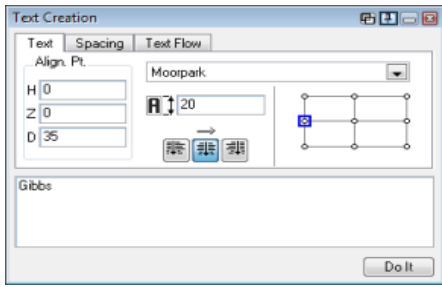 Text Creation
Text Spacing Text Flow
Align. Pt.
H 0
Z 0
D 35
Moorpark
A 20
Gibbs
Do It